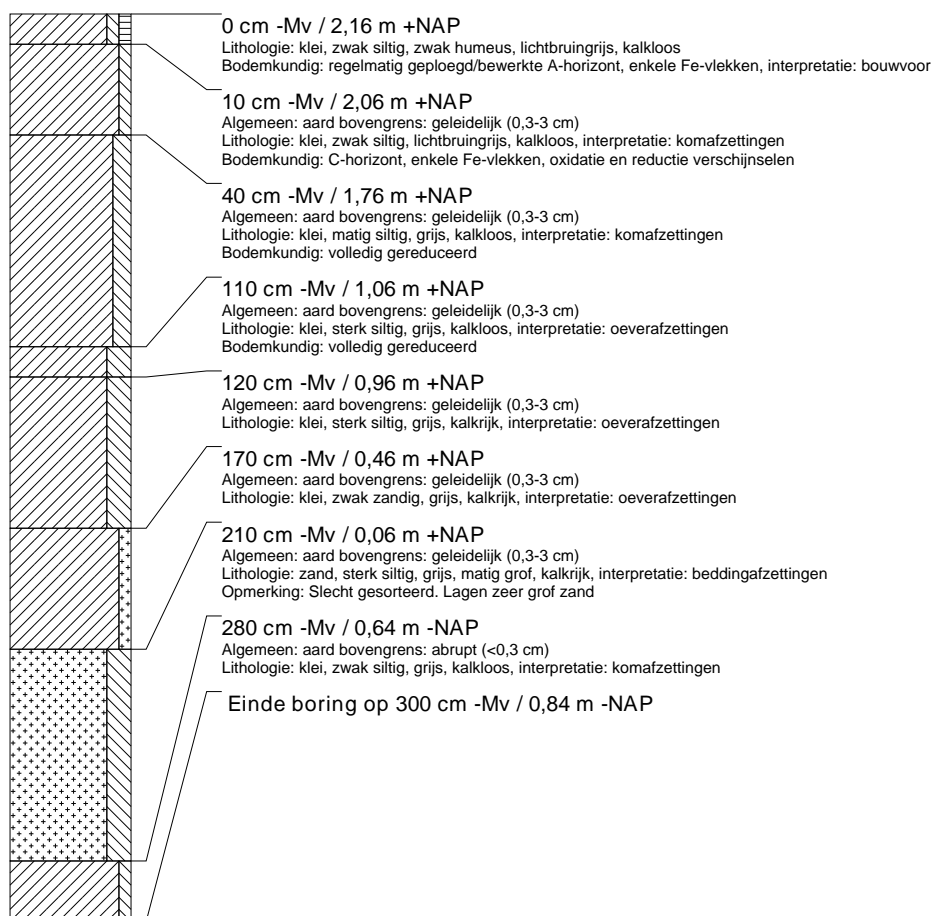 0 cm -Mv / 2,16 m +NAP
Lithologie: klei, zwak siltig, zwak humeus, lichtbruingrijs, kalkloos
Bodemkundig: regelmatig geploegd/bewerkte A-horizont, enkele Fe-vlekken, interpretatie: bouwvoor
10 cm -Mv / 2,06 m +NAP
Algemeen: aard bovengrens: geleidelijk (0,3-3 cm)
Lithologie: klei, zwak siltig, lichtbruingrijs, kalkloos, interpretatie: komafzettingen
Bodemkundig: C-horizont, enkele Fe-vlekken, oxidatie en reductie verschijnselen
40 cm -Mv / 1,76 m +NAP
Algemeen: aard bovengrens: geleidelijk (0,3-3 cm)
Lithologie: klei, matig siltig, grijs, kalkloos, interpretatie: komafzettingen
Bodemkundig: volledig gereduceerd
110 cm -Mv / 1,06 m +NAP
Algemeen: aard bovengrens: geleidelijk (0,3-3 cm)
Lithologie: klei, sterk siltig, grijs, kalkloos, interpretatie: oeverafzettingen
Bodemkundig: volledig gereduceerd
120 cm -Mv / 0,96 m +NAP
Algemeen: aard bovengrens: geleidelijk (0,3-3 cm)
Lithologie: klei, sterk siltig, grijs, kalkrijk, interpretatie: oeverafzettingen
170 cm -Mv / 0,46 m +NAP
Algemeen: aard bovengrens: geleidelijk (0,3-3 cm)
Lithologie: klei, zwak zandig, grijs, kalkrijk, interpretatie: oeverafzettingen
210 cm -Mv / 0,06 m +NAP
Algemeen: aard bovengrens: geleidelijk (0,3-3 cm)
Lithologie: zand, sterk siltig, grijs, matig grof, kalkrijk, interpretatie: beddingafzettingen
Opmerking: Slecht gesorteerd. Lagen zeer grof zand
280 cm -Mv / 0,64 m -NAP
Algemeen: aard bovengrens: abrupt (<0,3 cm)
Lithologie: klei, zwak siltig, grijs, kalkloos, interpretatie: komafzettingen
Einde boring op 300 cm -Mv / 0,84 m -NAP